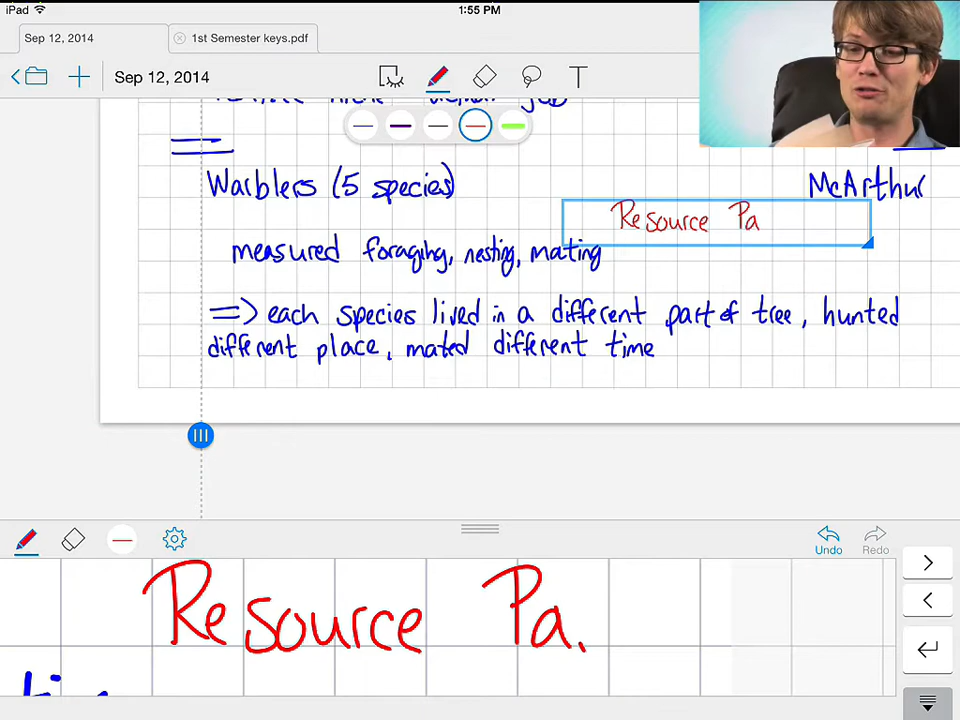 iPad 1:55 PM
Sep 12, 2014 1st Semester keys.pdf
Sep 12, 2014 T
job
Warblers (5 species) McArthur
Resource Pa
measured foraging, nesting, mating
=> each species lived in a different part of tree, hunted
different place, mated different time
Undo Redo
Resource Pa.